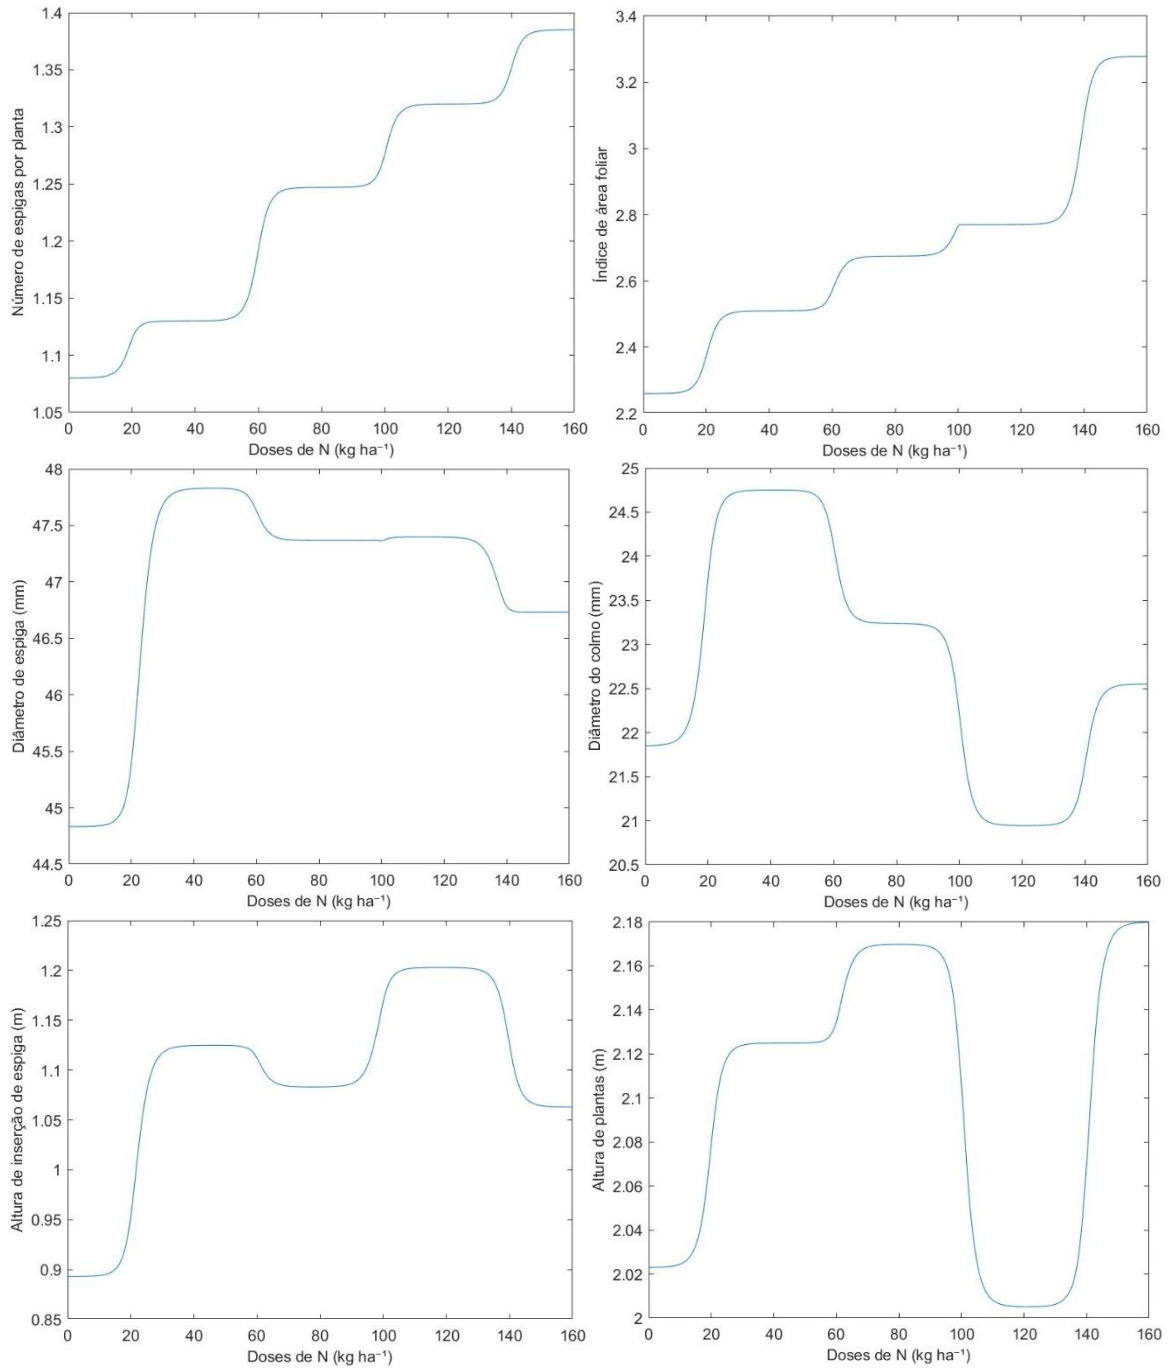 Número de espigas por planta
1.4
1.35
1.3
1.25
1.2
1.15
1.1
1.05
0 20 40 60 80 100 120 140 160
Doses de N (kg ha⁻¹)
Índice de área foliar
3.4
3.2
3
2.8
2.6
2.4
2.2
0 20 40 60 80 100 120 140 160
Doses de N (kg ha⁻¹)
Diâmetro de espiga (mm)
48
47.5
47
46.5
46
45.5
45
44.5
0 20 40 60 80 100 120 140 160
Doses de N (kg ha⁻¹)
Diâmetro do colmo (mm)
25
24.5
24
23.5
23
22.5
22
21.5
21
20.5
0 20 40 60 80 100 120 140 160
Doses de N (kg ha⁻¹)
Altura de inserção de espiga (m)
1.25
1.2
1.15
1.1
1.05
1
0.95
0.9
0.85
0 20 40 60 80 100 120 140 160
Doses de N (kg ha⁻¹)
Altura de plantas (m)
2.18
2.16
2.14
2.12
2.1
2.08
2.06
2.04
2.02
2
0 20 40 60 80 100 120 140 160
Doses de N (kg ha⁻¹)